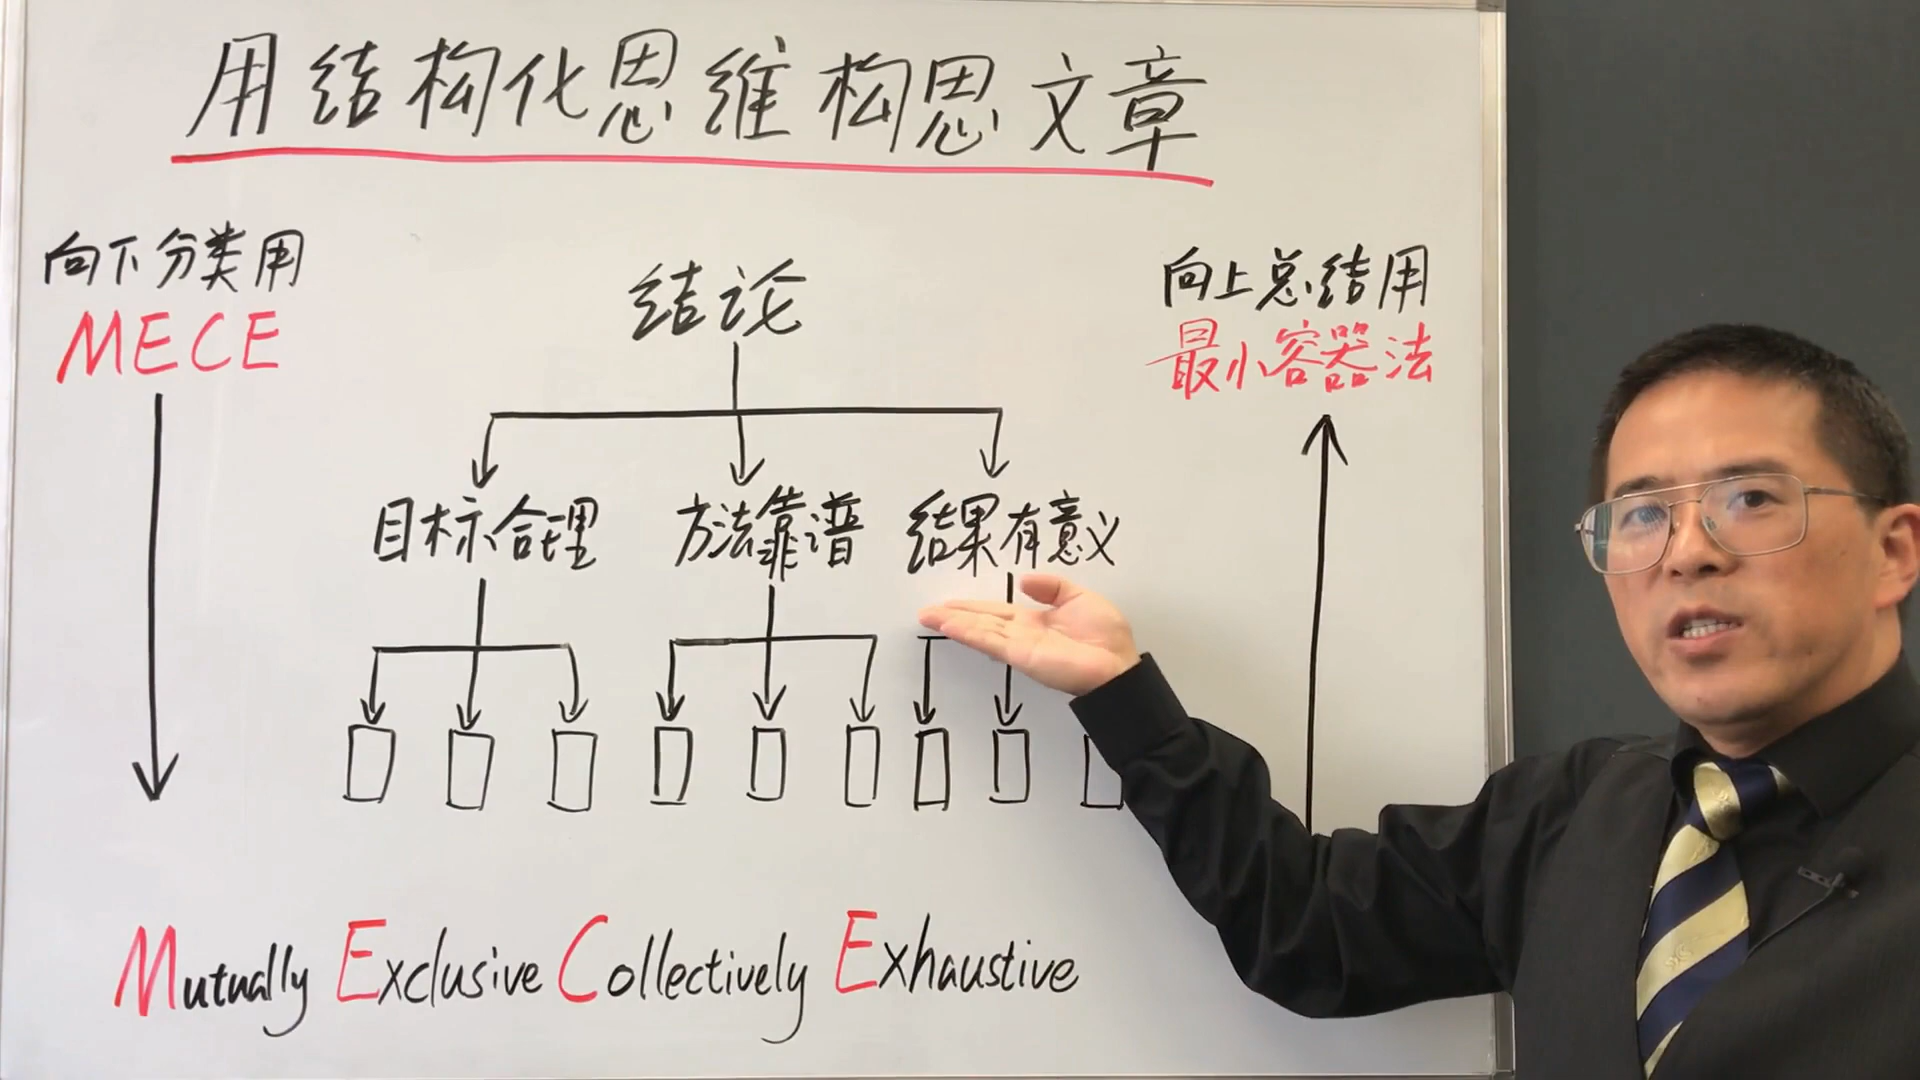 用结构化思维构思文章
向下分类用
MECE
结论
向上总结用
最小容器法
目标合理
方法靠谱
结果有意义
Mutually Exclusive Collectively Exhaustive